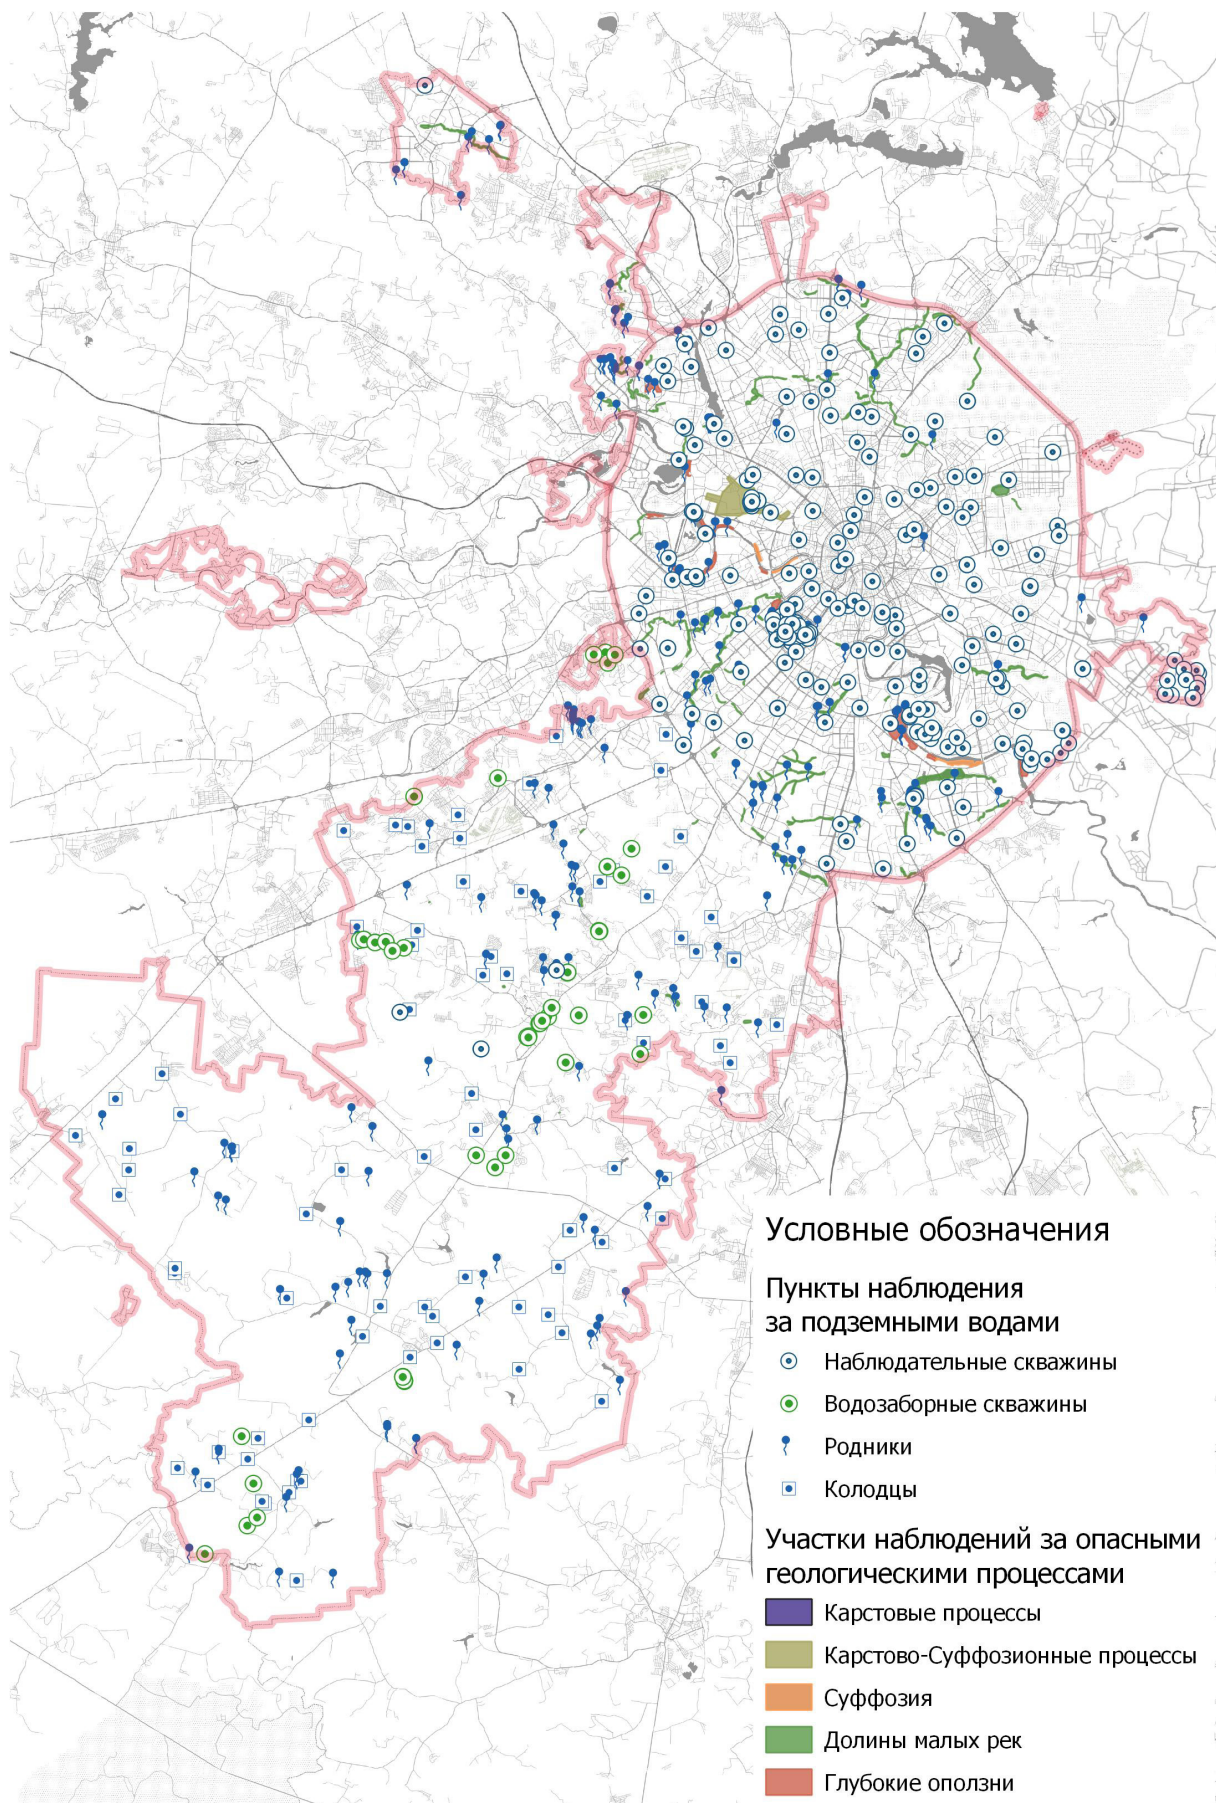 Условные обозначения
Пункты наблюдения
за подземными водами
Наблюдательные скважины
Водозаборные скважины
Родники
Колодцы
Участки наблюдений за опасными
геологическими процессами
Карстовые процессы
Карстово-Суффозионные процессы
Суффозия
Долины малых рек
Глубокие оползни